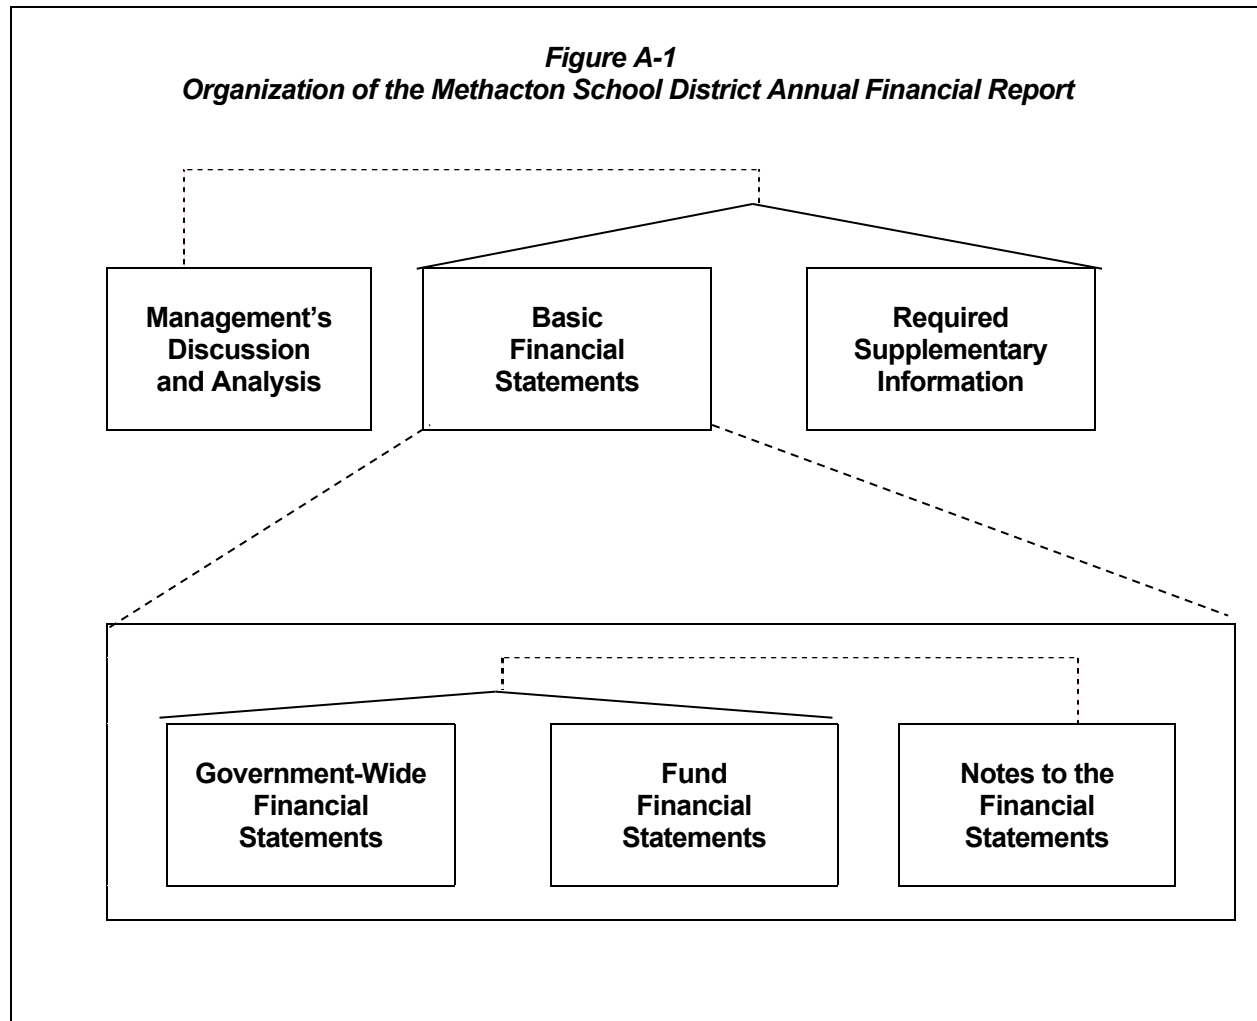 Figure A-1
Organization of the Methacton School District Annual Financial Report
Management’s
Discussion
and Analysis
Basic
Financial
Statements
Required
Supplementary
Information
Government-Wide
Financial
Statements
Fund
Financial
Statements
Notes to the
Financial
Statements